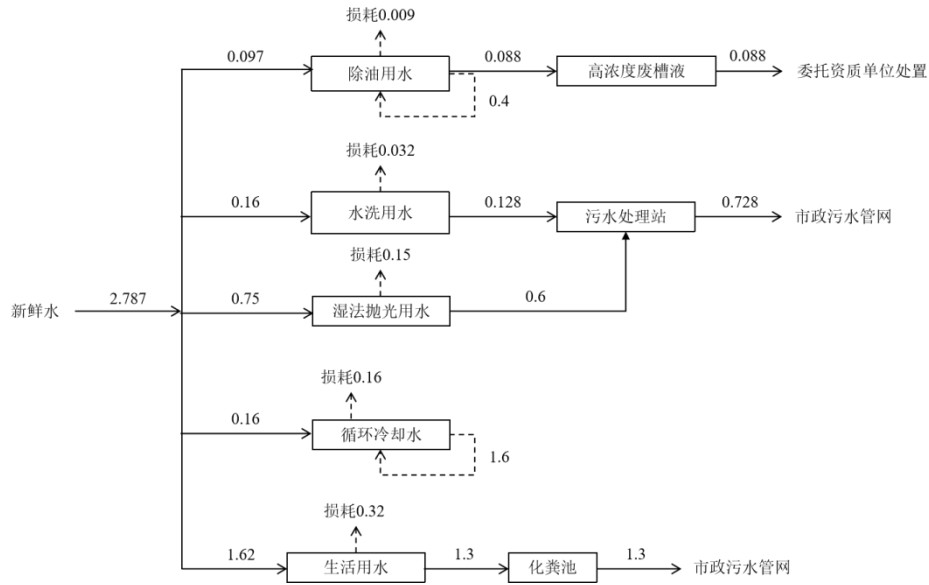 损耗0.009
0.097
除油用水
0.088
高浓度废槽液
0.088
委托资质单位处置
0.4
损耗0.032
0.16
水洗用水
0.128
污水处理站
0.728
市政污水管网
损耗0.15
新鲜水
2.787
0.75
湿法抛光用水
0.6
损耗0.16
0.16
循环冷却水
1.6
损耗0.32
1.62
生活用水
1.3
化粪池
1.3
市政污水管网